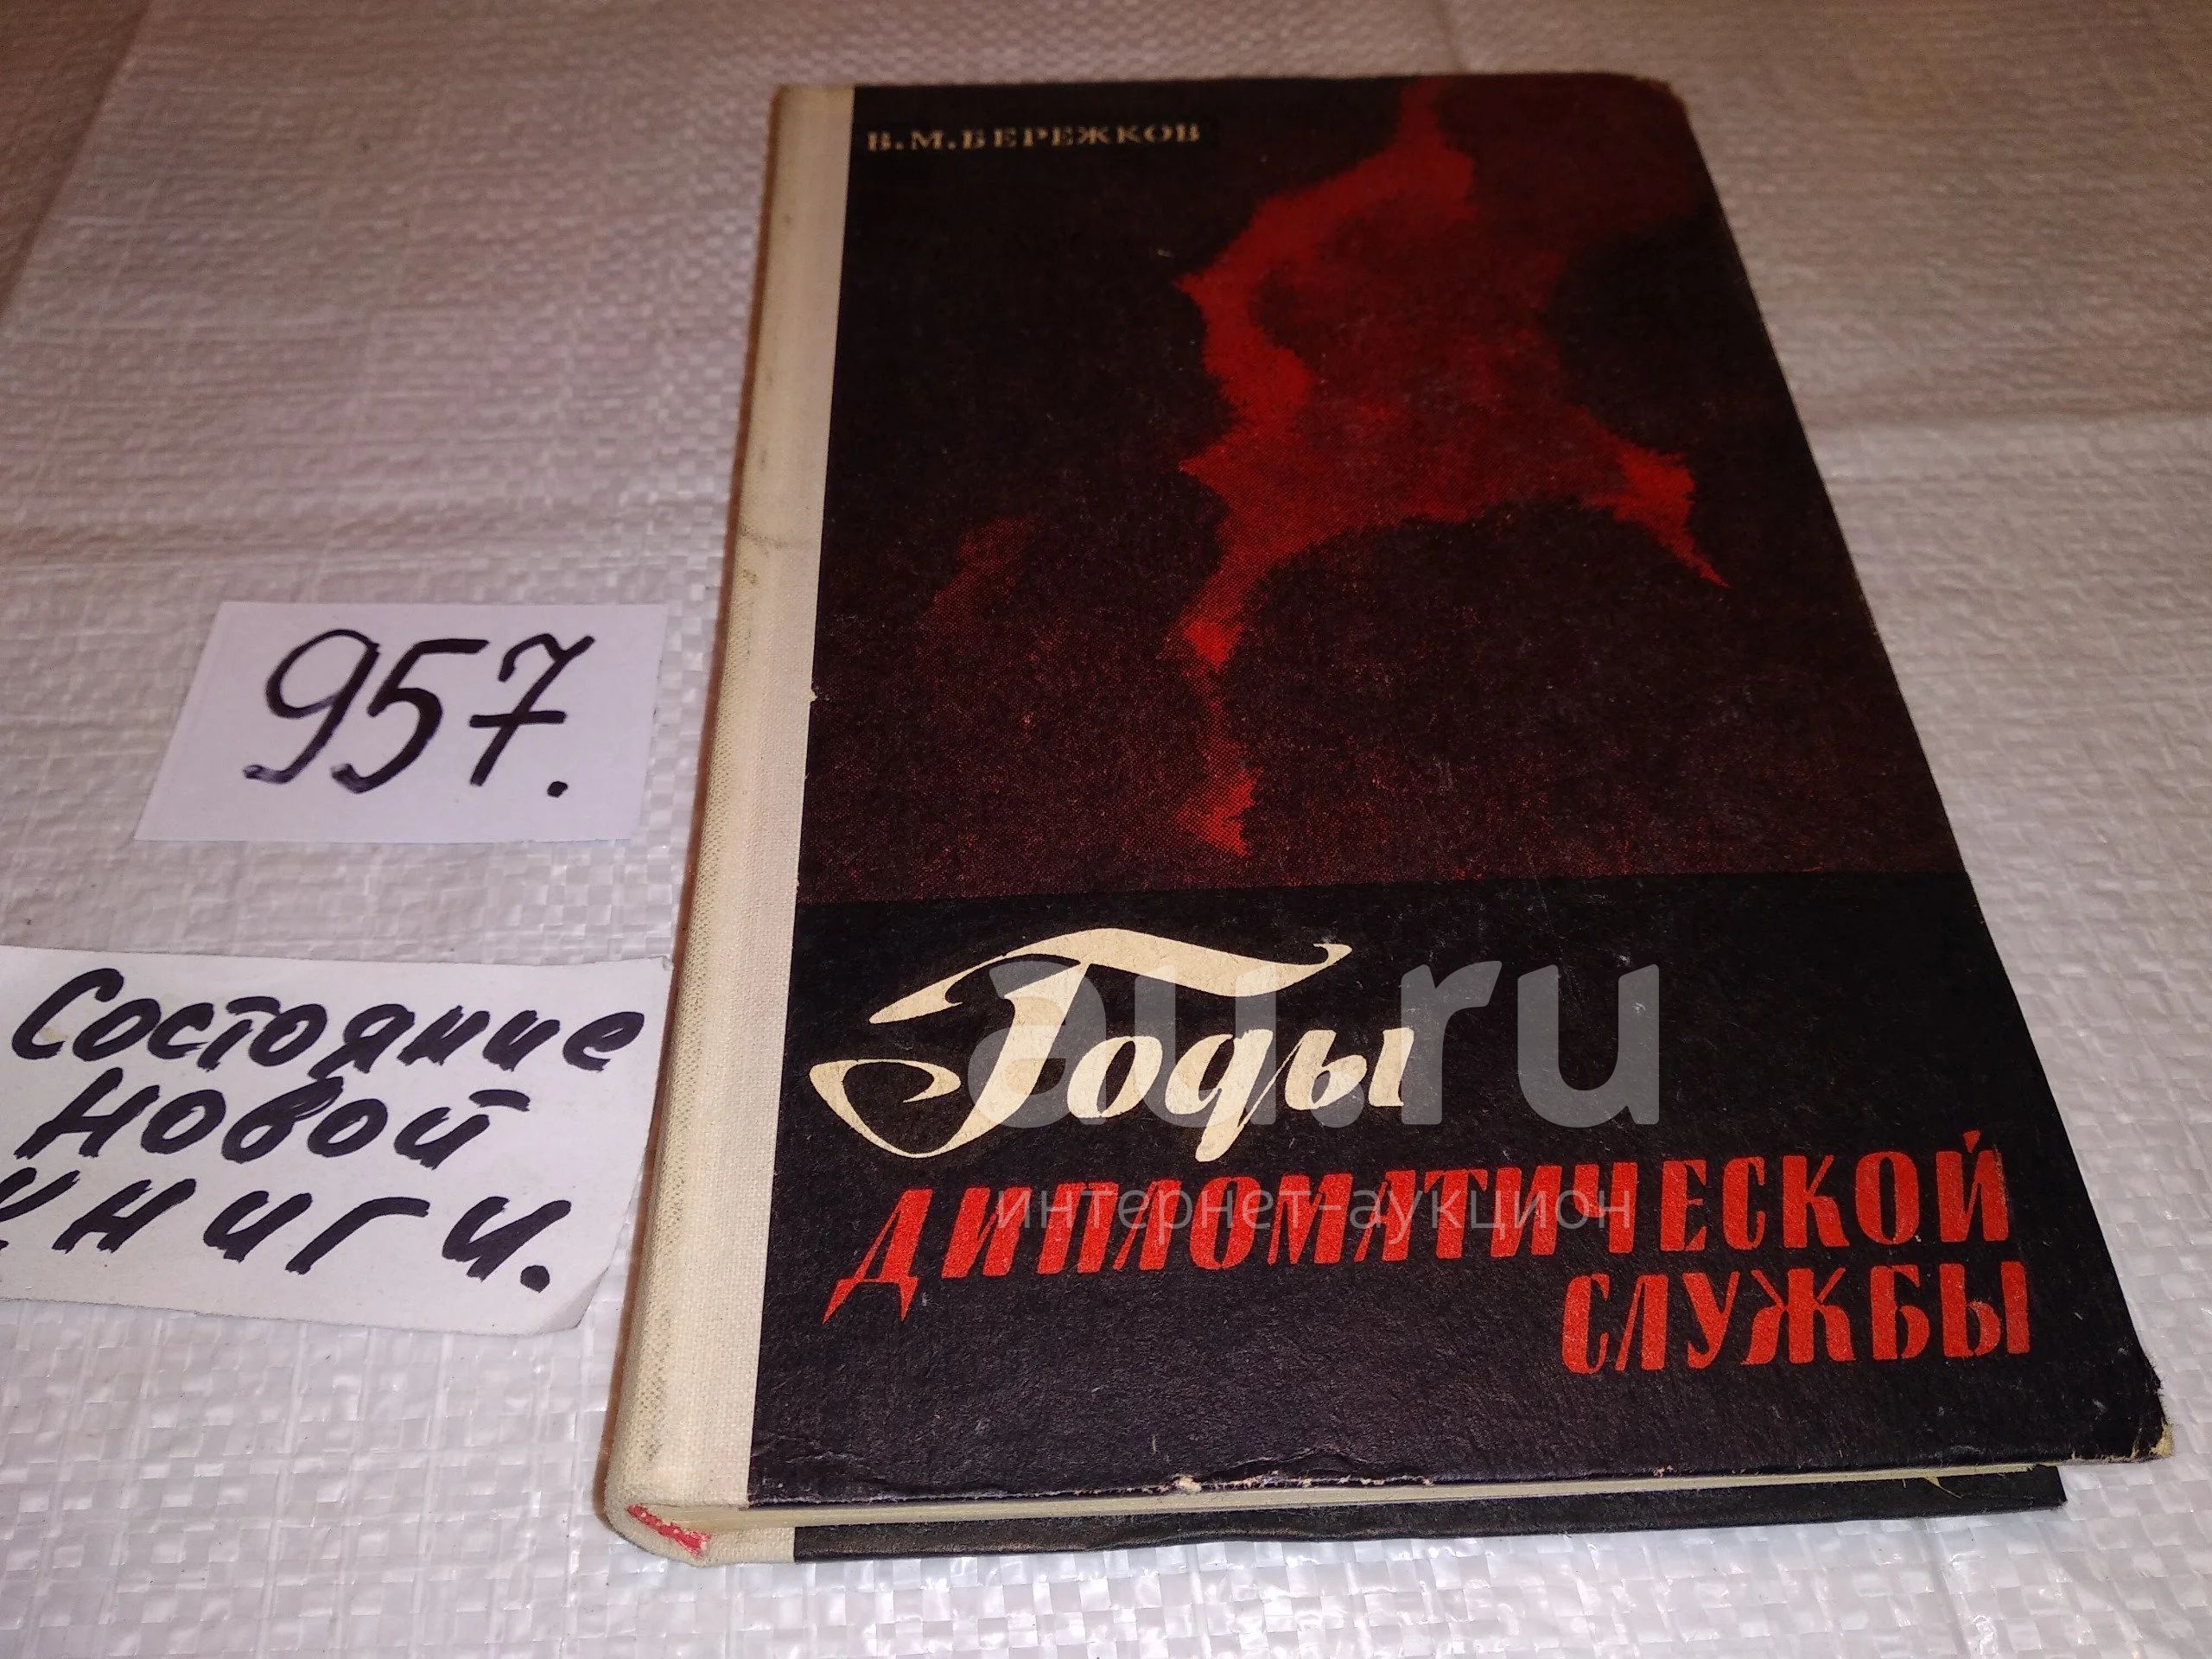 В.М.БЕРЕЖКОВ
957.
Состояние
новой
книги.
Годы
ДИПЛОМАТИЧЕСКОЙ
СЛУЖБЫ
au.ru
интернет-аукцион